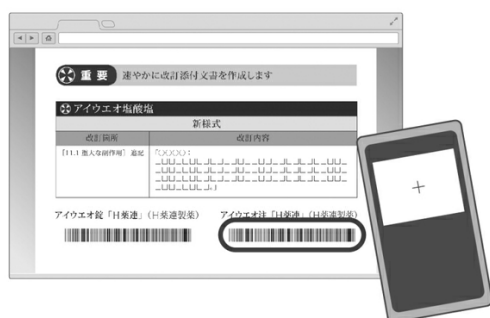 重要 速やかに改訂添付文書を作成します
アイウエオ塩酸塩
新様式
改訂箇所 改訂内容
［11.1 重大な副作用］ 追記 「○○○○：
アイウエオ錠「H薬連」（H薬連製薬） アイウエオ注「H薬連」（H薬連製薬）